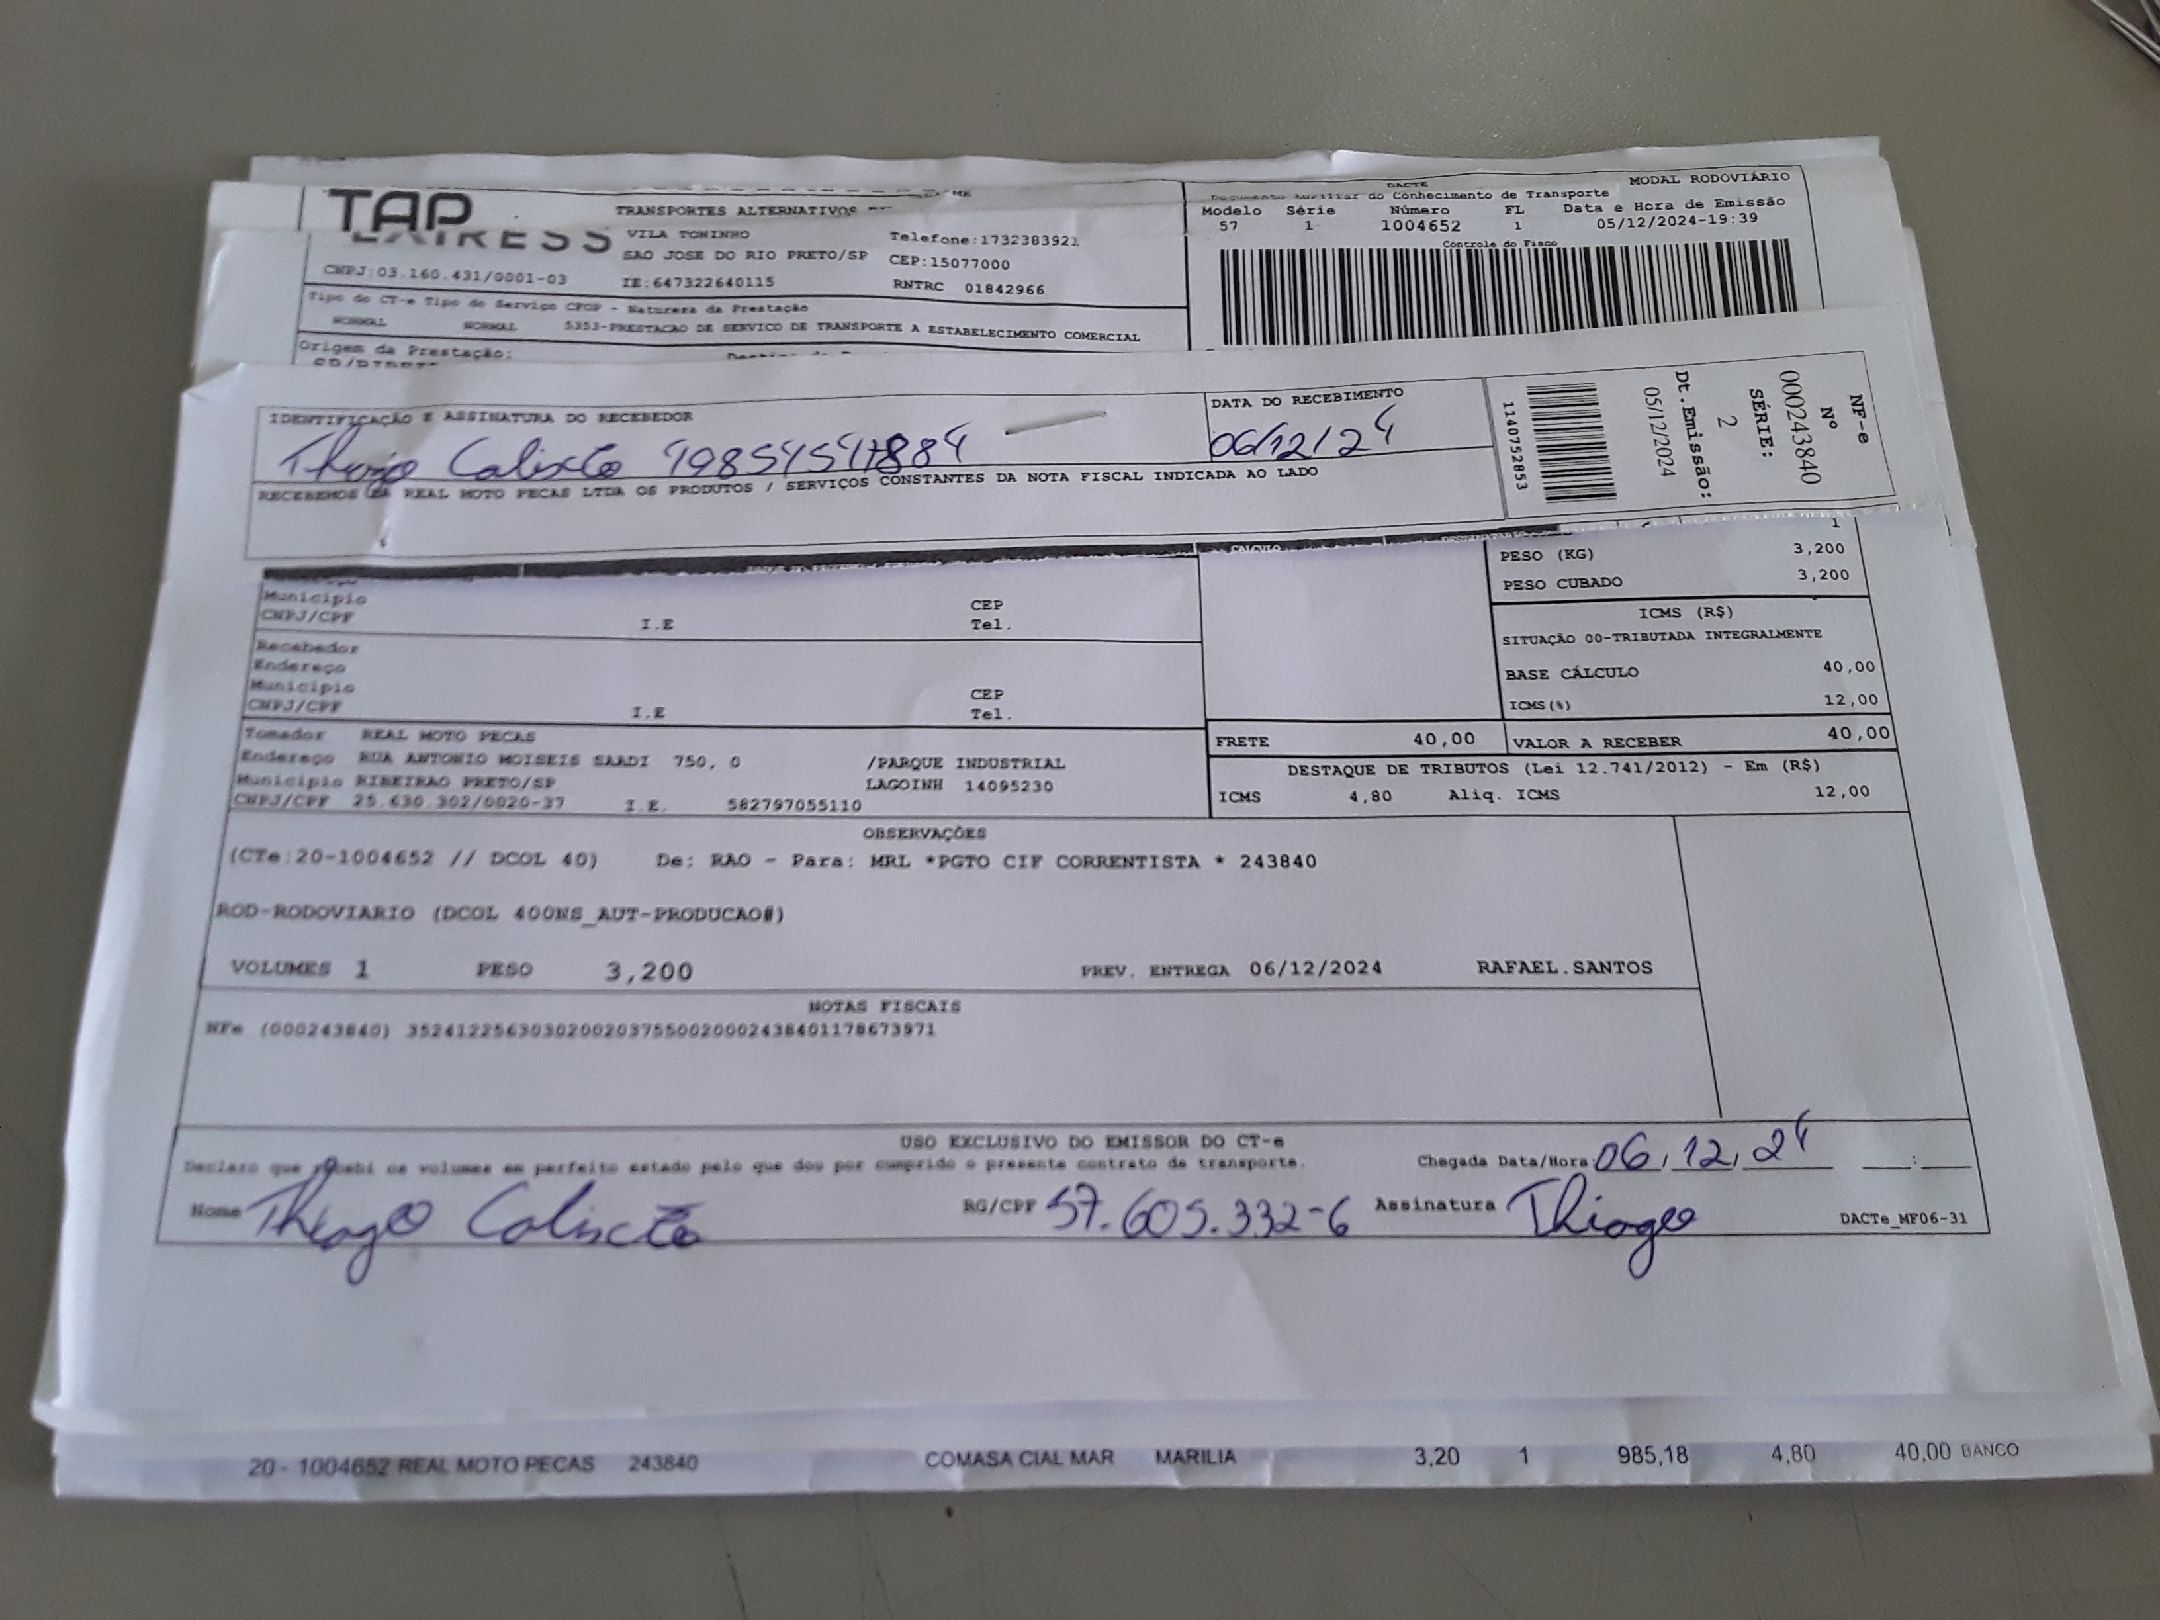 TAP
EXPRESS
TRANSPORTES ALTERNATIVOS
VILA TONINHO
Telefone:1732383921
SAO JOSE DO RIO PRETO/SP
CEP:15077000
CNPJ:03.160.431/0001-03
IE:647322640115
RNTRC 01842966
DACTE
MODAL RODOVIÁRIO
Documento Auxiliar do Conhecimento de Transporte
Modelo Série Número FL Data e Hora de Emissão
57 1 1004652 1 05/12/2024-19:39
Controle do Fisco
Tipo do CT-e Tipo do Serviço CFOP - Natureza da Prestação
NORMAL NORMAL 5353-PRESTACAO DE SERVICO DE TRANSPORTE A ESTABELECIMENTO COMERCIAL
Origem da Prestação:
IDENTIFICAÇÃO E ASSINATURA DO RECEBEDOR
DATA DO RECEBIMENTO
Thiago Calixto
06/12/24
RECEBEMOS DA REAL MOTO PECAS LTDA OS PRODUTOS / SERVIÇOS CONSTANTES DA NOTA FISCAL INDICADA AO LADO
1140752853
NF-e
Nº
000243840
SÉRIE:
2
Dt.Emissão:
05/12/2024
CALCULO
1
PESO (KG) 3,200
PESO CUBADO 3,200
Município CEP
CNPJ/CPF I.E Tel.
Recebedor
Endereço
Município CEP
CNPJ/CPF I.E Tel.
ICMS (R$)
SITUAÇÃO 00-TRIBUTADA INTEGRALMENTE
BASE CÁLCULO 40,00
ICMS(%) 12,00
Tomador REAL MOTO PECAS
Endereço RUA ANTONIO MOISEIS SAADI 750, 0 /PARQUE INDUSTRIAL
Município RIBEIRAO PRETO/SP LAGOINH 14095230
CNPJ/CPF 25.630.302/0020-37 I.E. 582797055110
FRETE 40,00 VALOR A RECEBER 40,00
DESTAQUE DE TRIBUTOS (Lei 12.741/2012) - Em (R$)
ICMS 4,80 Aliq. ICMS 12,00
OBSERVAÇÕES
(CTe:20-1004652 // DCOL 40) De: RAO - Para: MRL *PGTO CIF CORRENTISTA * 243840
ROD-RODOVIARIO (DCOL 400NS_AUT-PRODUCAO#)
VOLUMES 1 PESO 3,200 PREV. ENTREGA 06/12/2024 RAFAEL.SANTOS
NOTAS FISCAIS
NFe (000243840) 35241225630302002037550020002438401178673971
USO EXCLUSIVO DO EMISSOR DO CT-e
Declaro que recebi os volumes em perfeito estado pelo que dou por cumprido o presente contrato de transporte.
Chegada Data/Hora: 06/12/24 :
Nome Thiago Calixto RG/CPF 57.605.332-6 Assinatura Thiago
DACTe_MF06-31
20 - 1004652 REAL MOTO PECAS 243840 COMASA CIAL MAR MARILIA 3,20 1 985,18 4,80 40,00 BANCO